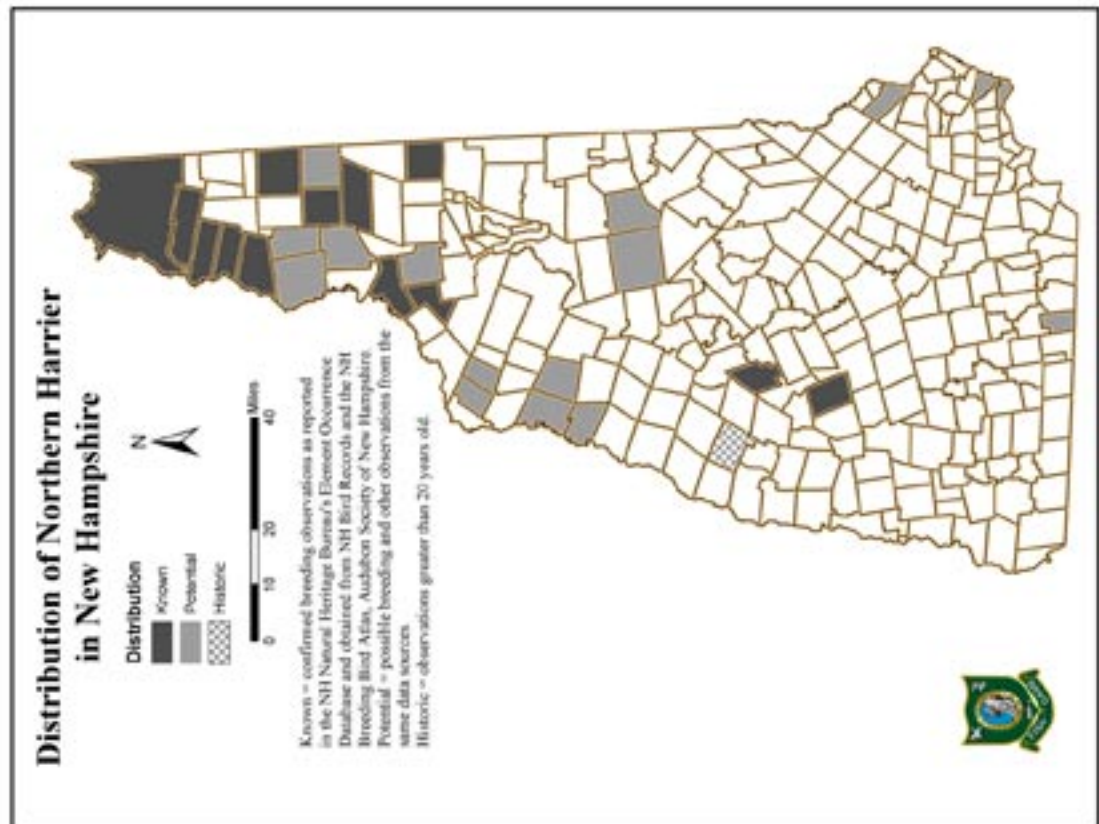 Distribution of Northern Harrier
in New Hampshire
N
Distribution
Known
Potential
Historic
0 10 20 40
Miles
Known = confirmed breeding observations as reported
in the NH Natural Heritage Bureau's Element Occurrence
Database and obtained from NH Bird Records and the NH
Breeding Bird Atlas, Audubon Society of New Hampshire.
Potential = possible breeding and other observations from the
same data sources.
Historic = observations greater than 20 years old.